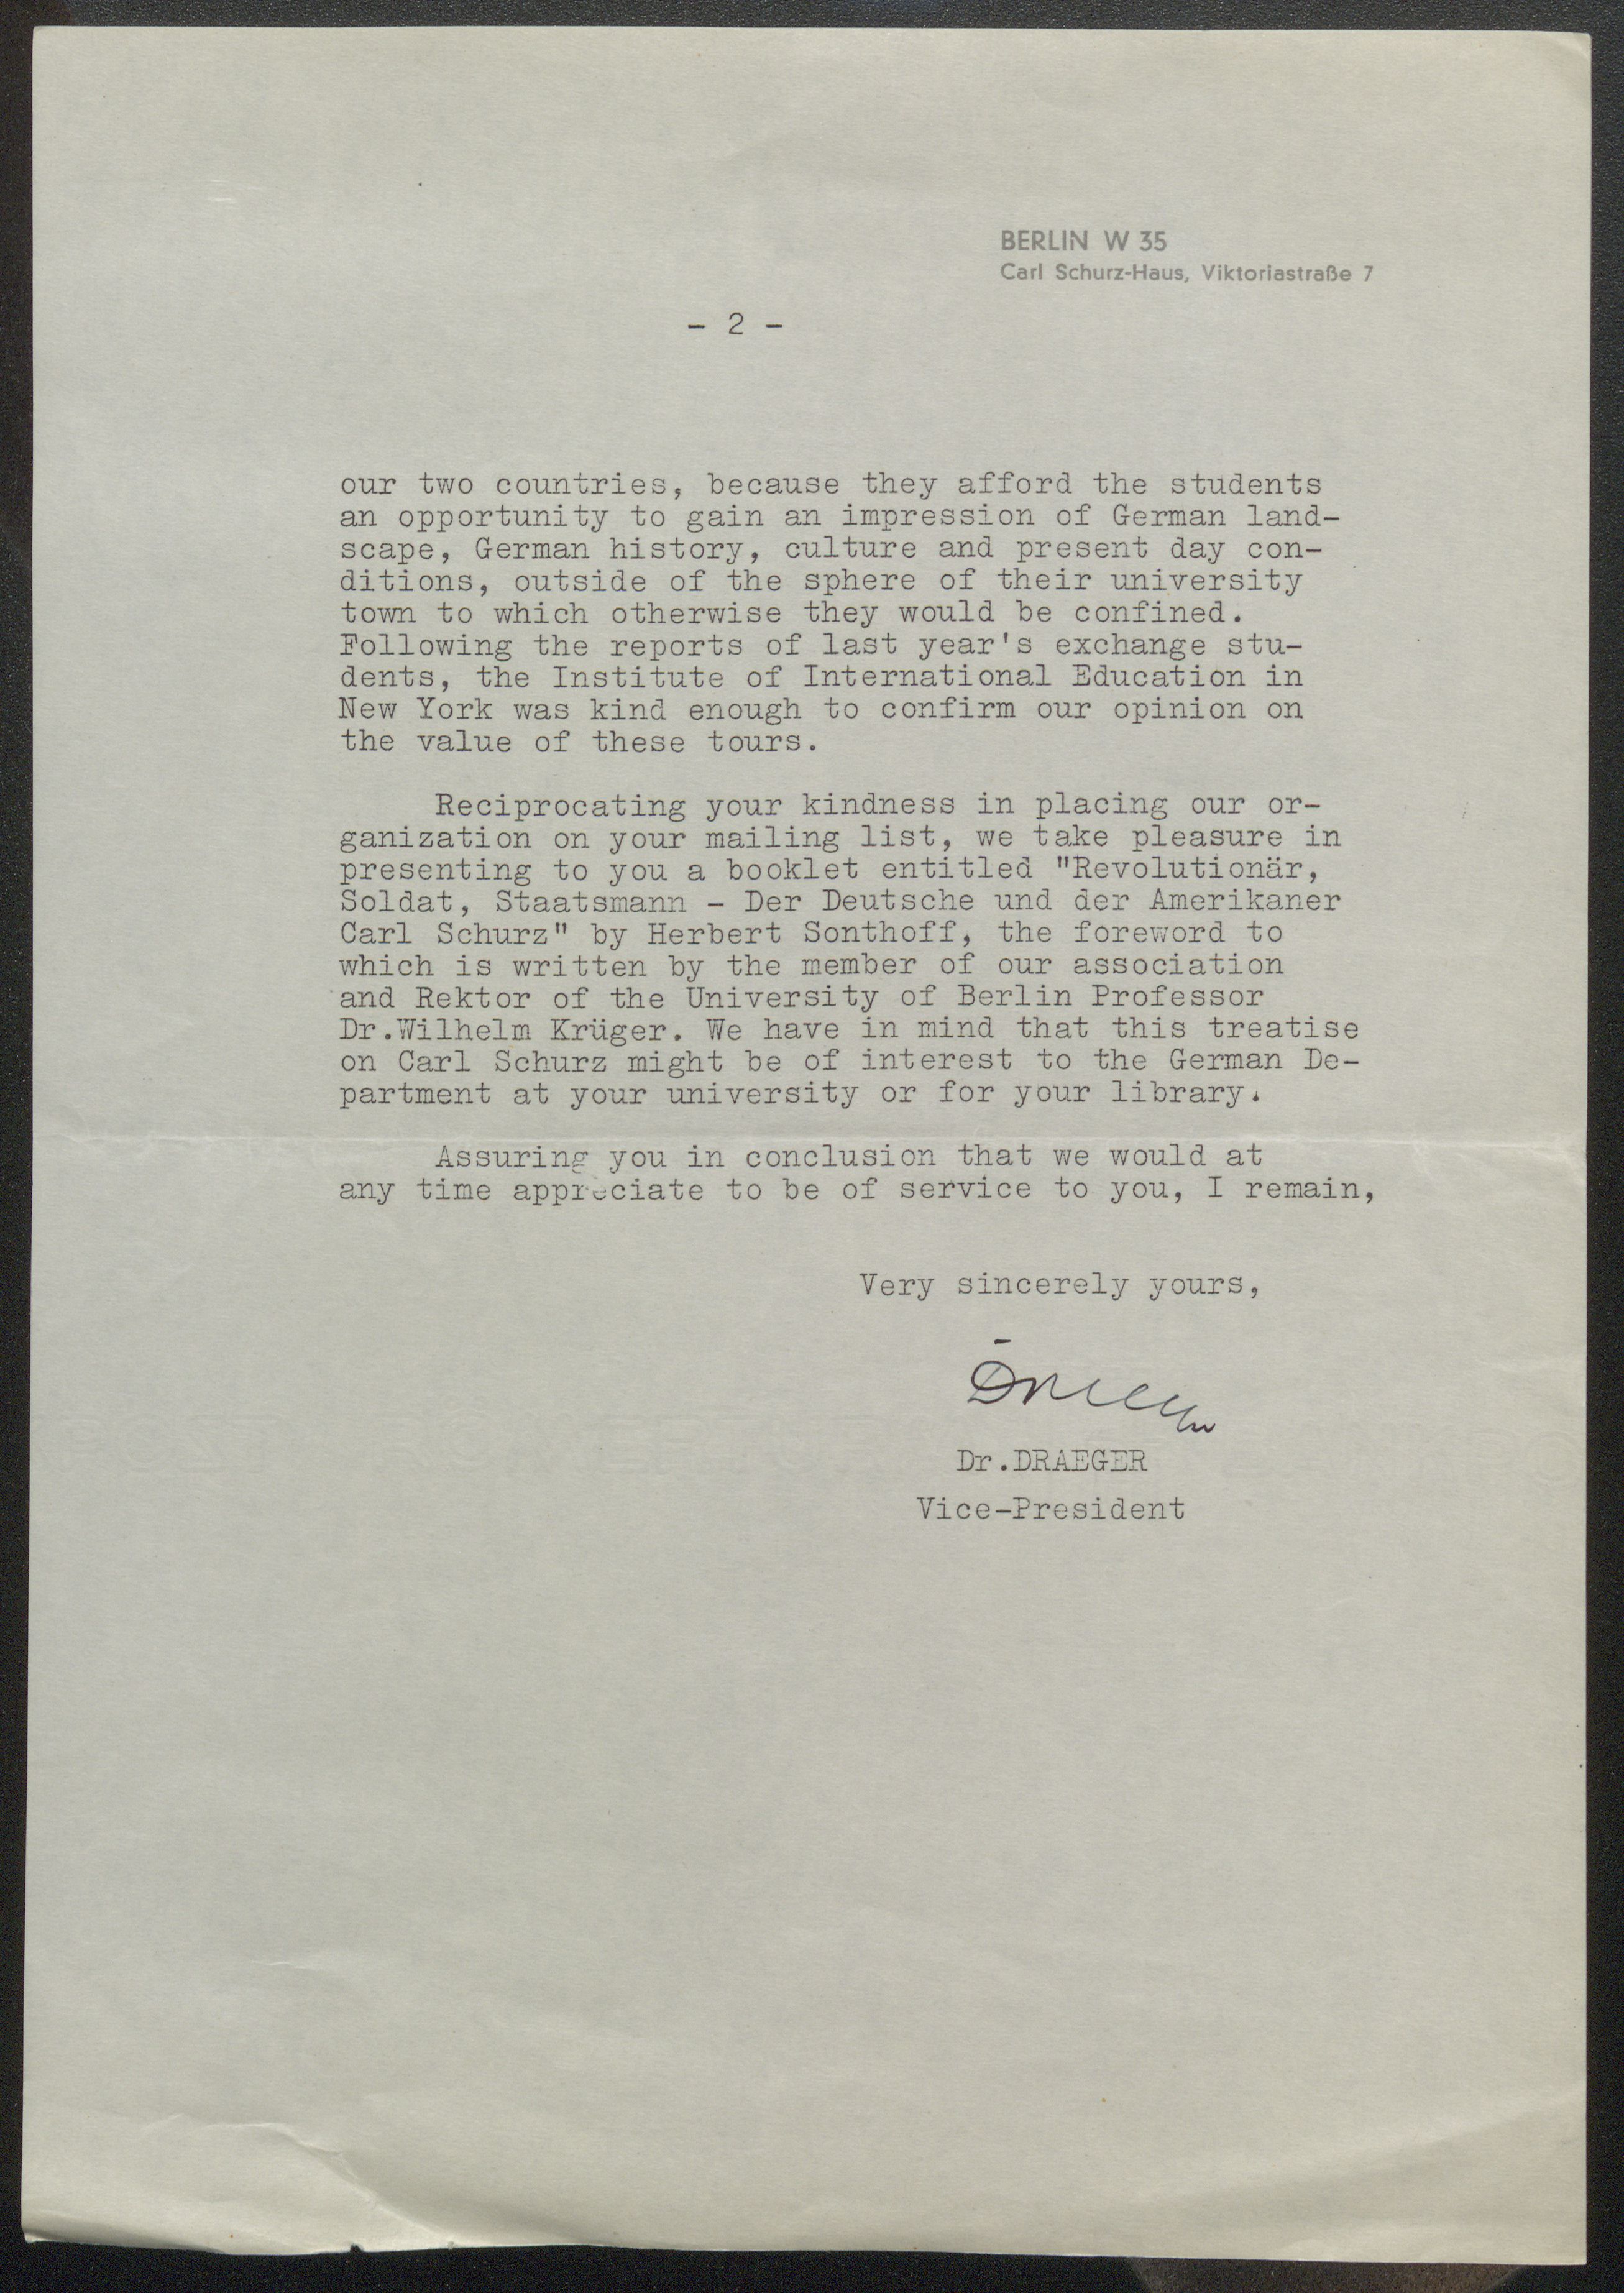 BERLIN W 35
Carl Schurz-Haus, Viktoriastraße 7
- 2 -
our two countries, because they afford the students
an opportunity to gain an impression of German land-
scape, German history, culture and present day con-
ditions, outside of the sphere of their university
town to which otherwise they would be confined.
Following the reports of last year's exchange stu-
dents, the Institute of International Education in
New York was kind enough to confirm our opinion on
the value of these tours.
Reciprocating your kindness in placing our or-
ganization on your mailing list, we take pleasure in
presenting to you a booklet entitled "Revolutionär,
Soldat, Staatsmann - Der Deutsche und der Amerikaner
Carl Schurz" by Herbert Sonthoff, the foreword to
which is written by the member of our association
and Rektor of the University of Berlin Professor
Dr.Wilhelm Krüger. We have in mind that this treatise
on Carl Schurz might be of interest to the German De-
partment at your university or for your library.
Assuring you in conclusion that we would at
any time appreciate to be of service to you, I remain,
Very sincerely yours,
Dr.DRAEGER
Vice-President